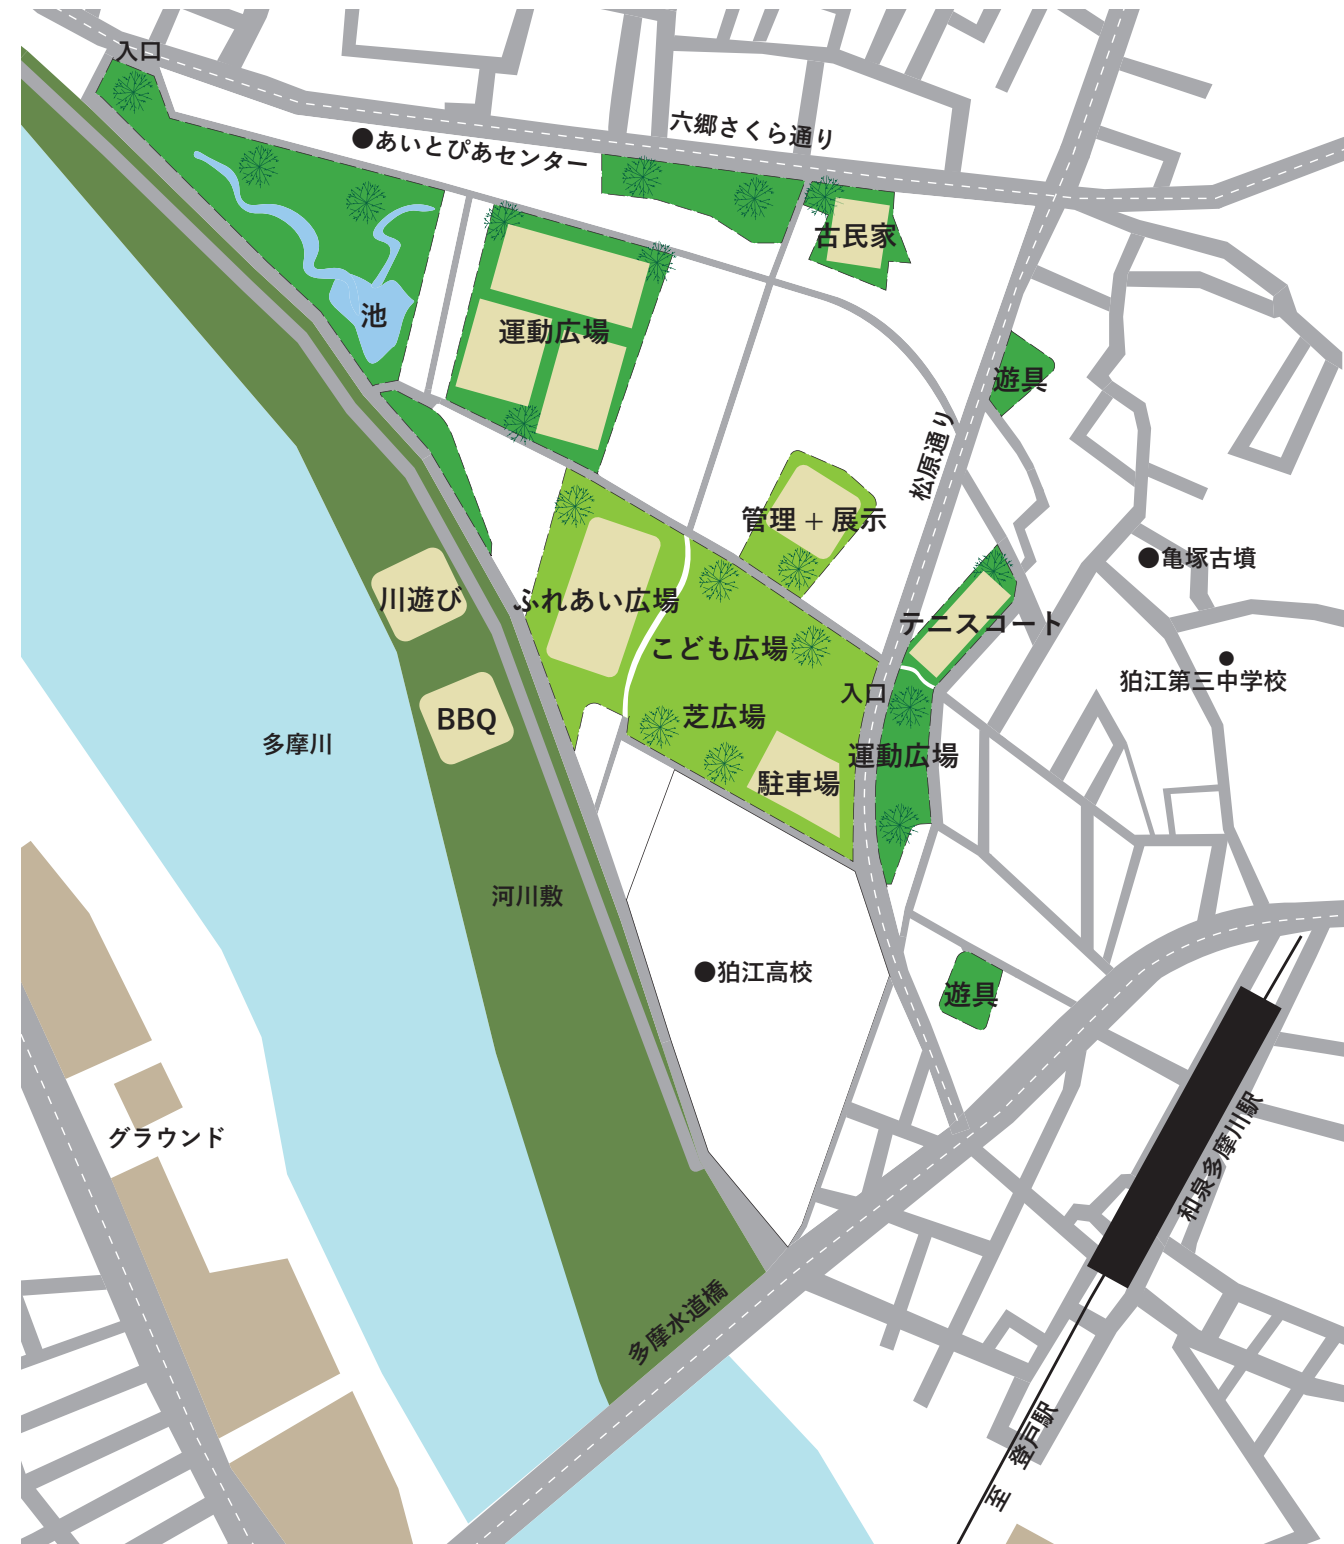 入口
六郷さくら通り
●あいとぴあセンター
古民家
池
運動広場
遊具
松原通り
管理 + 展示
●亀塚古墳
川遊び
ふれあい広場
テニスコート
こども広場
●
狛江第三中学校
入口
芝広場
BBQ
多摩川
運動広場
駐車場
河川敷
●狛江高校
遊具
グラウンド
和泉多摩川駅
多摩水道橋
至 登戸駅